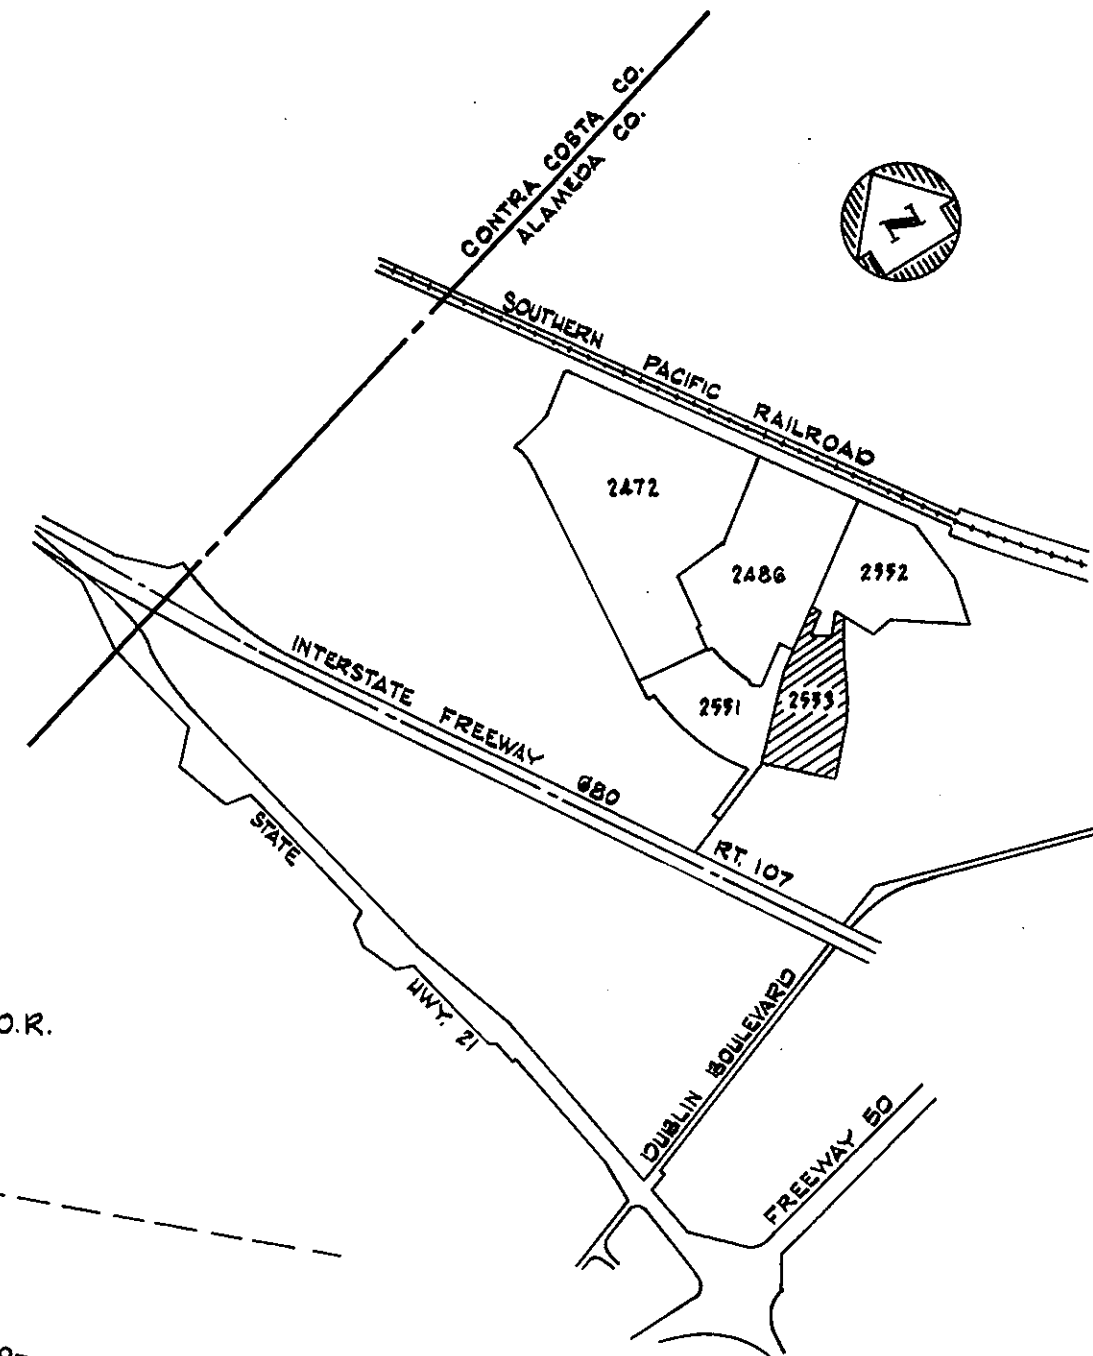 CONTRA COSTA CO.
ALAMEDA CO.
N
SOUTHERN PACIFIC RAILROAD
2472
2486
2552
2551
2553
INTERSTATE FREEWAY 680
RT. 107
STATE HWY. 21
O.R.
DUBLIN BOULEVARD
FREEWAY 50